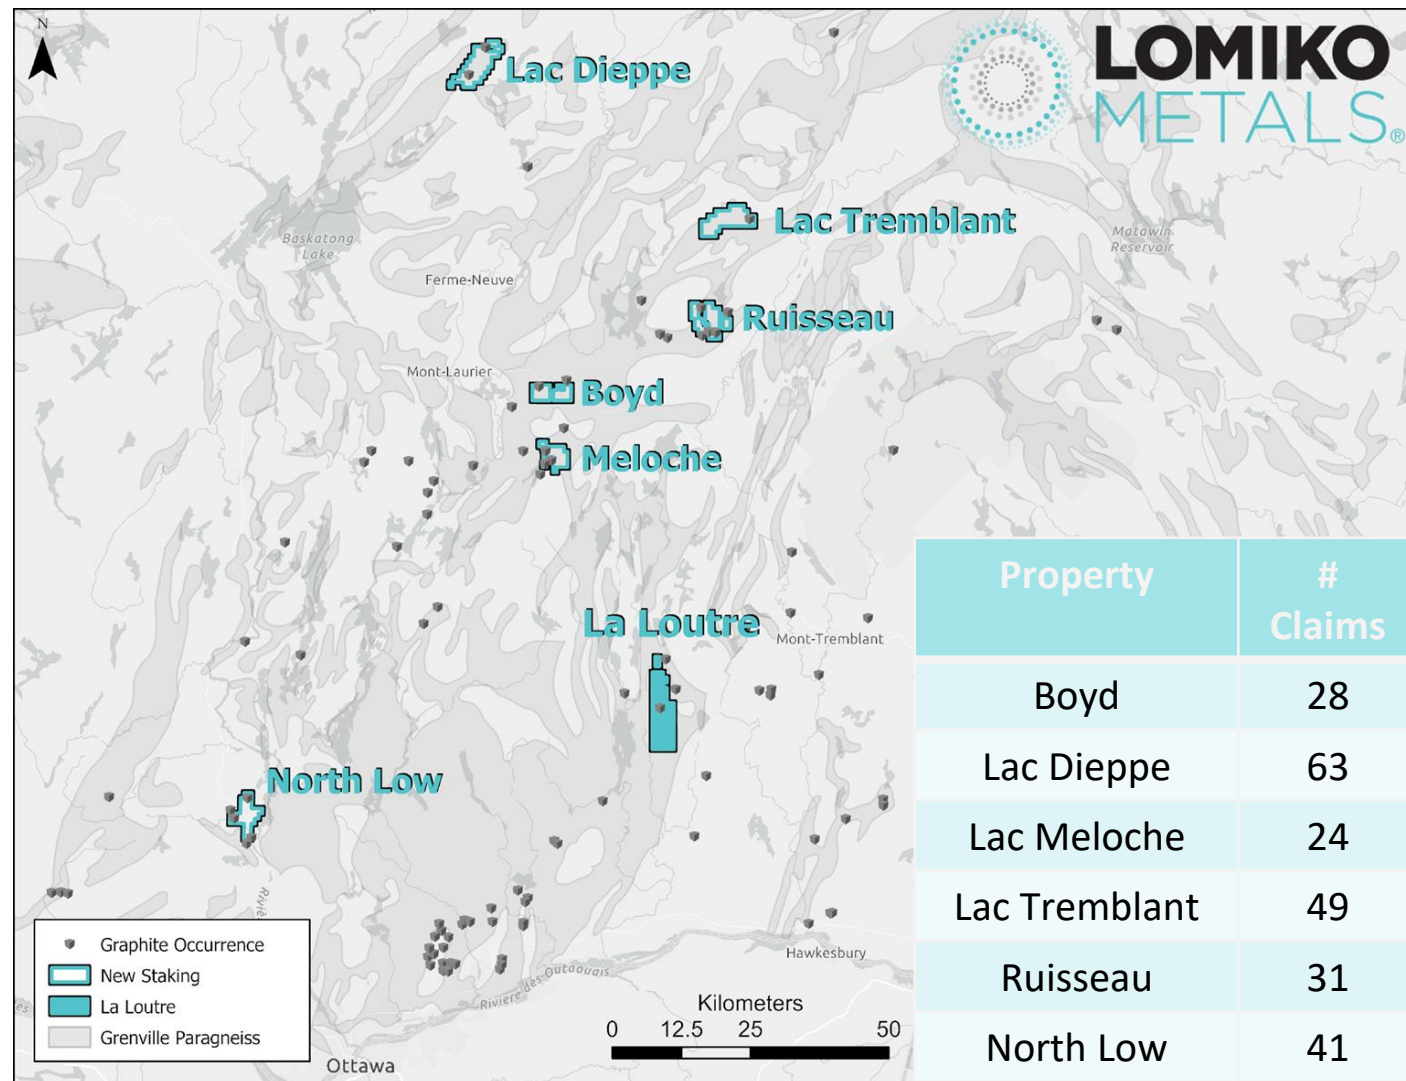 N
LOMIKO
METALS®
Lac Dieppe
Lac Tremblant
Baskatong
Lake
Matawin
Reservoir
Ferme-Neuve
Ruisseau
Mont-Laurier
Boyd
Meloche
La Loutre
Mont-Tremblant
North Low
Property
#
Claims
Boyd 28
Lac Dieppe 63
Lac Meloche 24
Lac Tremblant 49
Ruisseau 31
North Low 41
Graphite Occurrence
New Staking
La Loutre
Grenville Paragneiss
Rivière des Outaouais
Hawkesbury
Kilometers
0 12.5 25 50
Ottawa